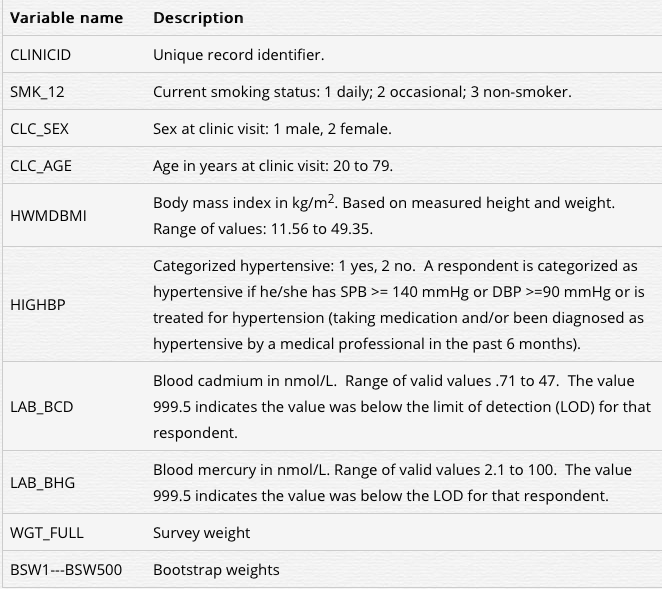 Variable name Description
CLINICID Unique record identifier.
SMK_12 Current smoking status: 1 daily; 2 occasional; 3 non-smoker.
CLC_SEX Sex at clinic visit: 1 male, 2 female.
CLC_AGE Age in years at clinic visit: 20 to 79.
HWMDBMI Body mass index in kg/m2. Based on measured height and weight.
Range of values: 11.56 to 49.35.
HIGHBP Categorized hypertensive: 1 yes, 2 no. A respondent is categorized as
hypertensive if he/she has SPB >= 140 mmHg or DBP >=90 mmHg or is
treated for hypertension (taking medication and/or been diagnosed as
hypertensive by a medical professional in the past 6 months).
LAB_BCD Blood cadmium in nmol/L. Range of valid values .71 to 47. The value
999.5 indicates the value was below the limit of detection (LOD) for that
respondent.
LAB_BHG Blood mercury in nmol/L. Range of valid values 2.1 to 100. The value
999.5 indicates the value was below the LOD for that respondent.
WGT_FULL Survey weight
BSW1---BSW500 Bootstrap weights